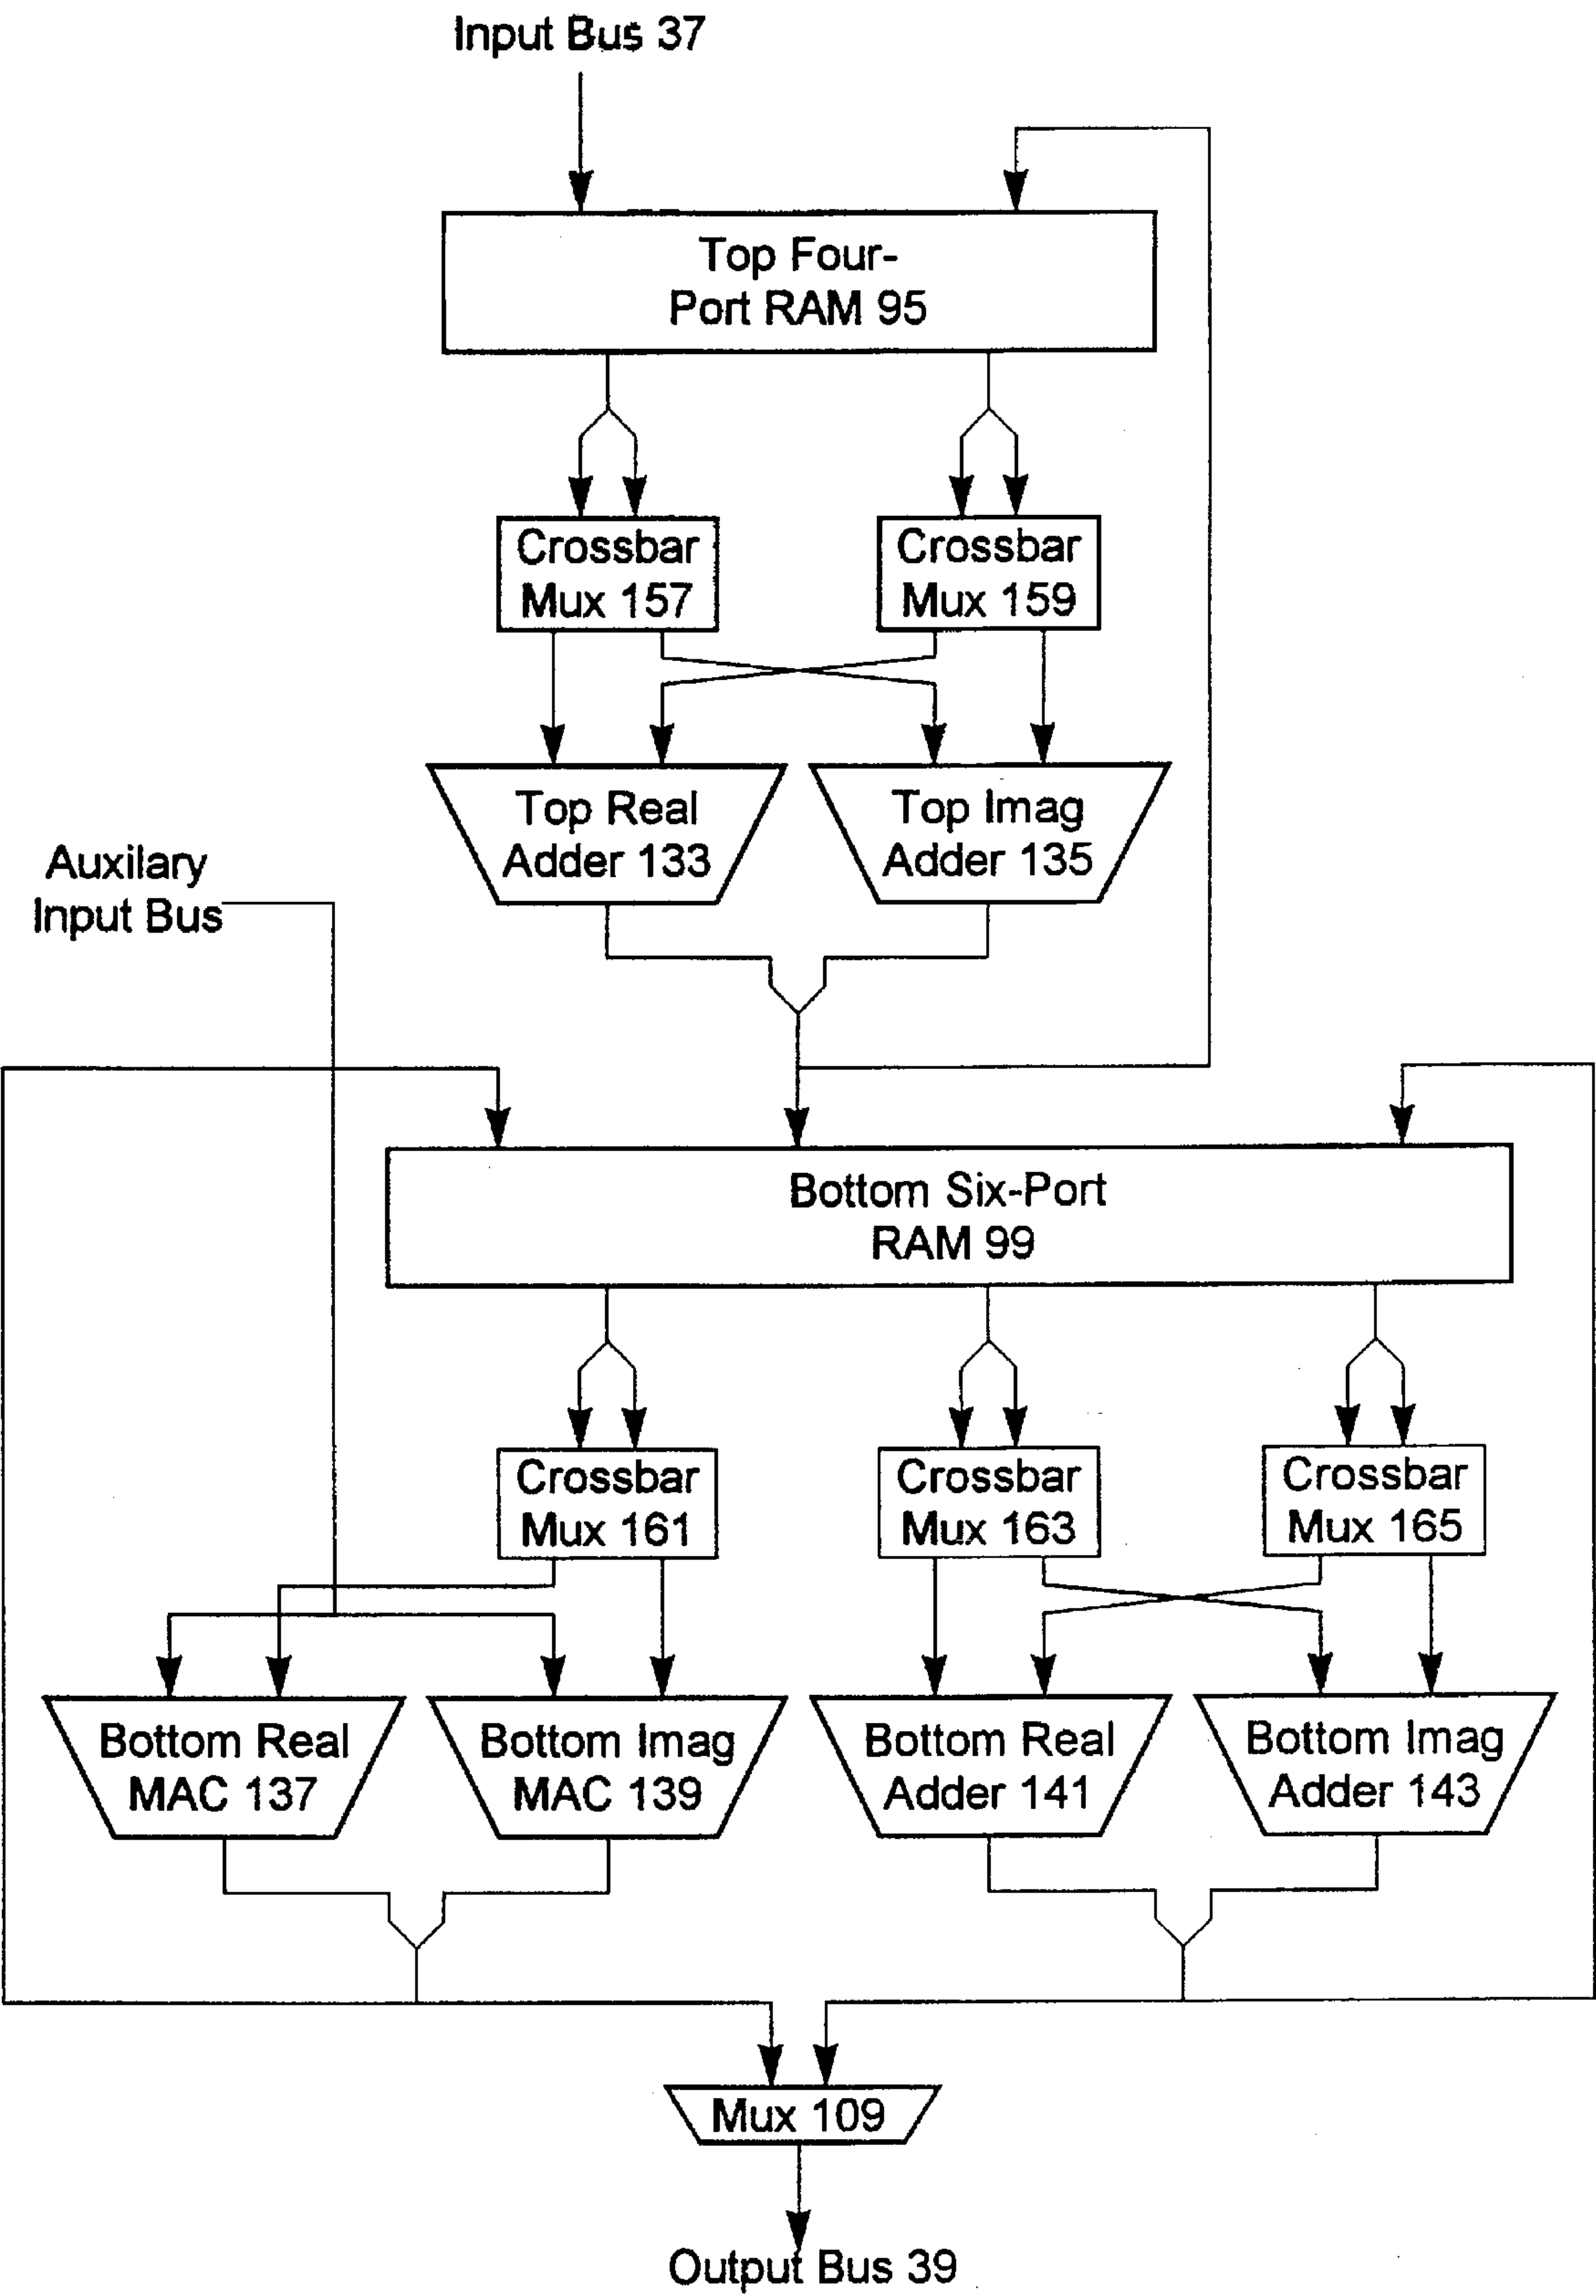 Input Bus 37
Top Four-
Port RAM 95
Crossbar
Mux 157
Crossbar
Mux 159
Top Real
Adder 133
Top Imag
Adder 135
Auxilary
Input Bus
Bottom Six-Port
RAM 99
Crossbar
Mux 161
Crossbar
Mux 163
Crossbar
Mux 165
Bottom Real
MAC 137
Bottom Imag
MAC 139
Bottom Real
Adder 141
Bottom Imag
Adder 143
Mux 109
Output Bus 39